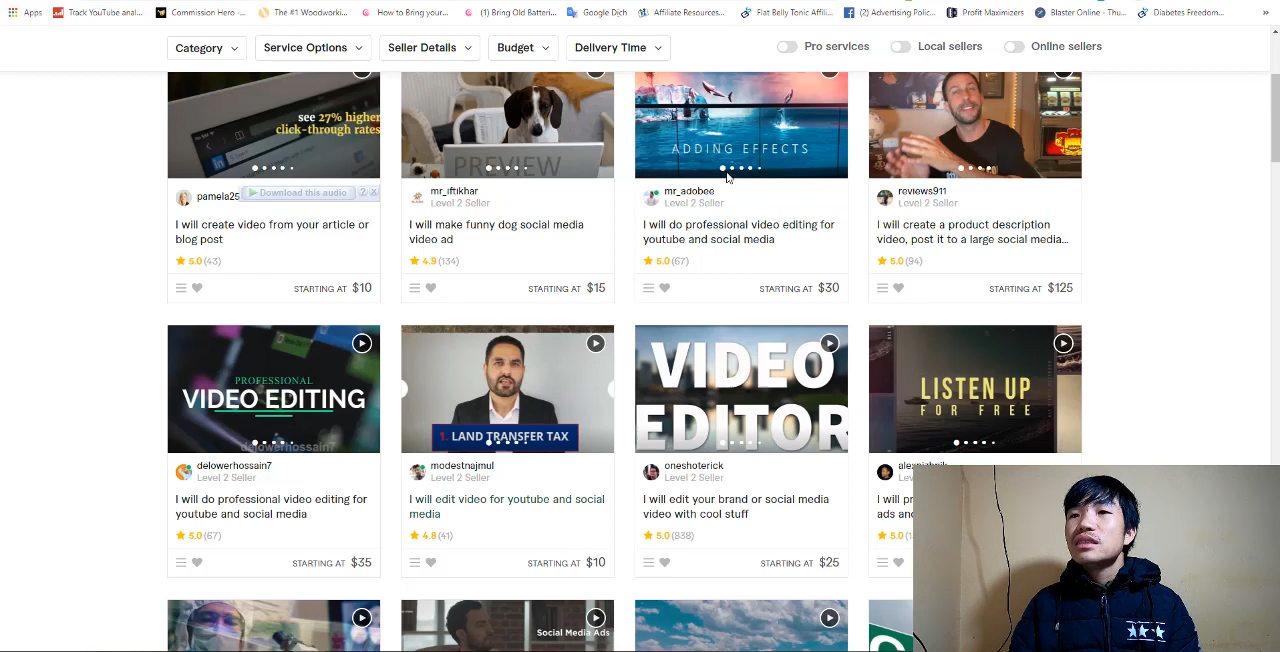 Apps
Track YouTube anal...
Commission Hero -...
The #1 Woodworki...
How to Bring your...
(1) Bring Old Batteri...
Google Dịch
Affiliate Resources...
Flat Belly Tonic Affili...
(2) Advertising Polic...
Profit Maximizers
Blaster Online - Thu...
Diabetes Freedom...
»
Category
Service Options
Seller Details
Budget
Delivery Time
Pro services
Local sellers
Online sellers
see 27% higher
click-through rates
PREVIEW
ADDING EFFECTS
pamela25
Download this audio
?
X
I will create video from your article or
blog post
5.0 (43)
STARTING AT $10
mr_iftikhar
Level 2 Seller
I will make funny dog social media
video ad
4.9 (134)
STARTING AT $15
mr_adobee
Level 2 Seller
I will do professional video editing for
youtube and social media
5.0 (67)
STARTING AT $30
reviews911
Level 2 Seller
I will create a product description
video, post it to a large social media...
5.0 (94)
STARTING AT $125
PROFESSIONAL
VIDEO EDITING
delowerhossain7
1. LAND TRANSFER TAX
VIDEO
EDITOR
LISTEN UP
FOR FREE
delowerhossain7
Level 2 Seller
I will do professional video editing for
youtube and social media
5.0 (67)
STARTING AT $35
modestnajmul
Level 2 Seller
I will edit video for youtube and social
media
4.8 (41)
STARTING AT $10
oneshoterick
Level 2 Seller
I will edit your brand or social media
video with cool stuff
5.0 (838)
STARTING AT $25
I will
ads
5.0
Social Media Ads